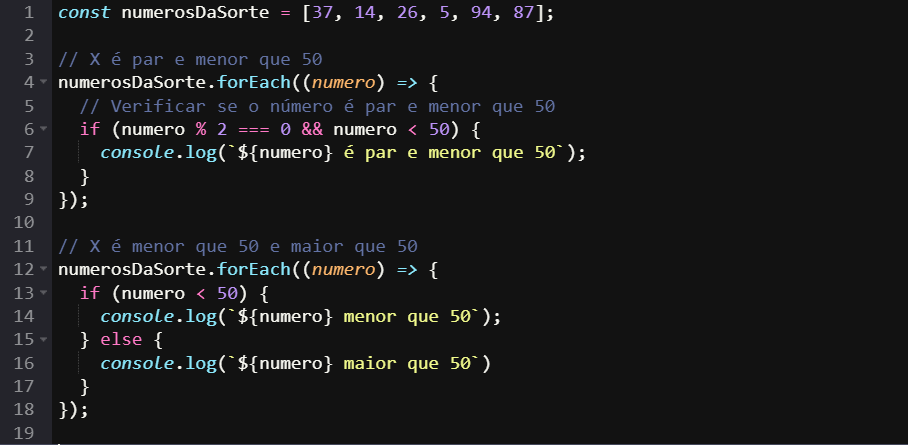 1 const numerosDaSorte = [37, 14, 26, 5, 94, 87];
2
3 // X é par e menor que 50
4 numerosDaSorte.forEach((numero) => {
5   // Verificar se o número é par e menor que 50
6   if (numero % 2 === 0 && numero < 50) {
7     console.log(`${numero} é par e menor que 50`);
8   }
9 });
10
11 // X é menor que 50 e maior que 50
12 numerosDaSorte.forEach((numero) => {
13   if (numero < 50) {
14     console.log(`${numero} menor que 50`);
15   } else {
16     console.log(`${numero} maior que 50`)
17   }
18 });
19